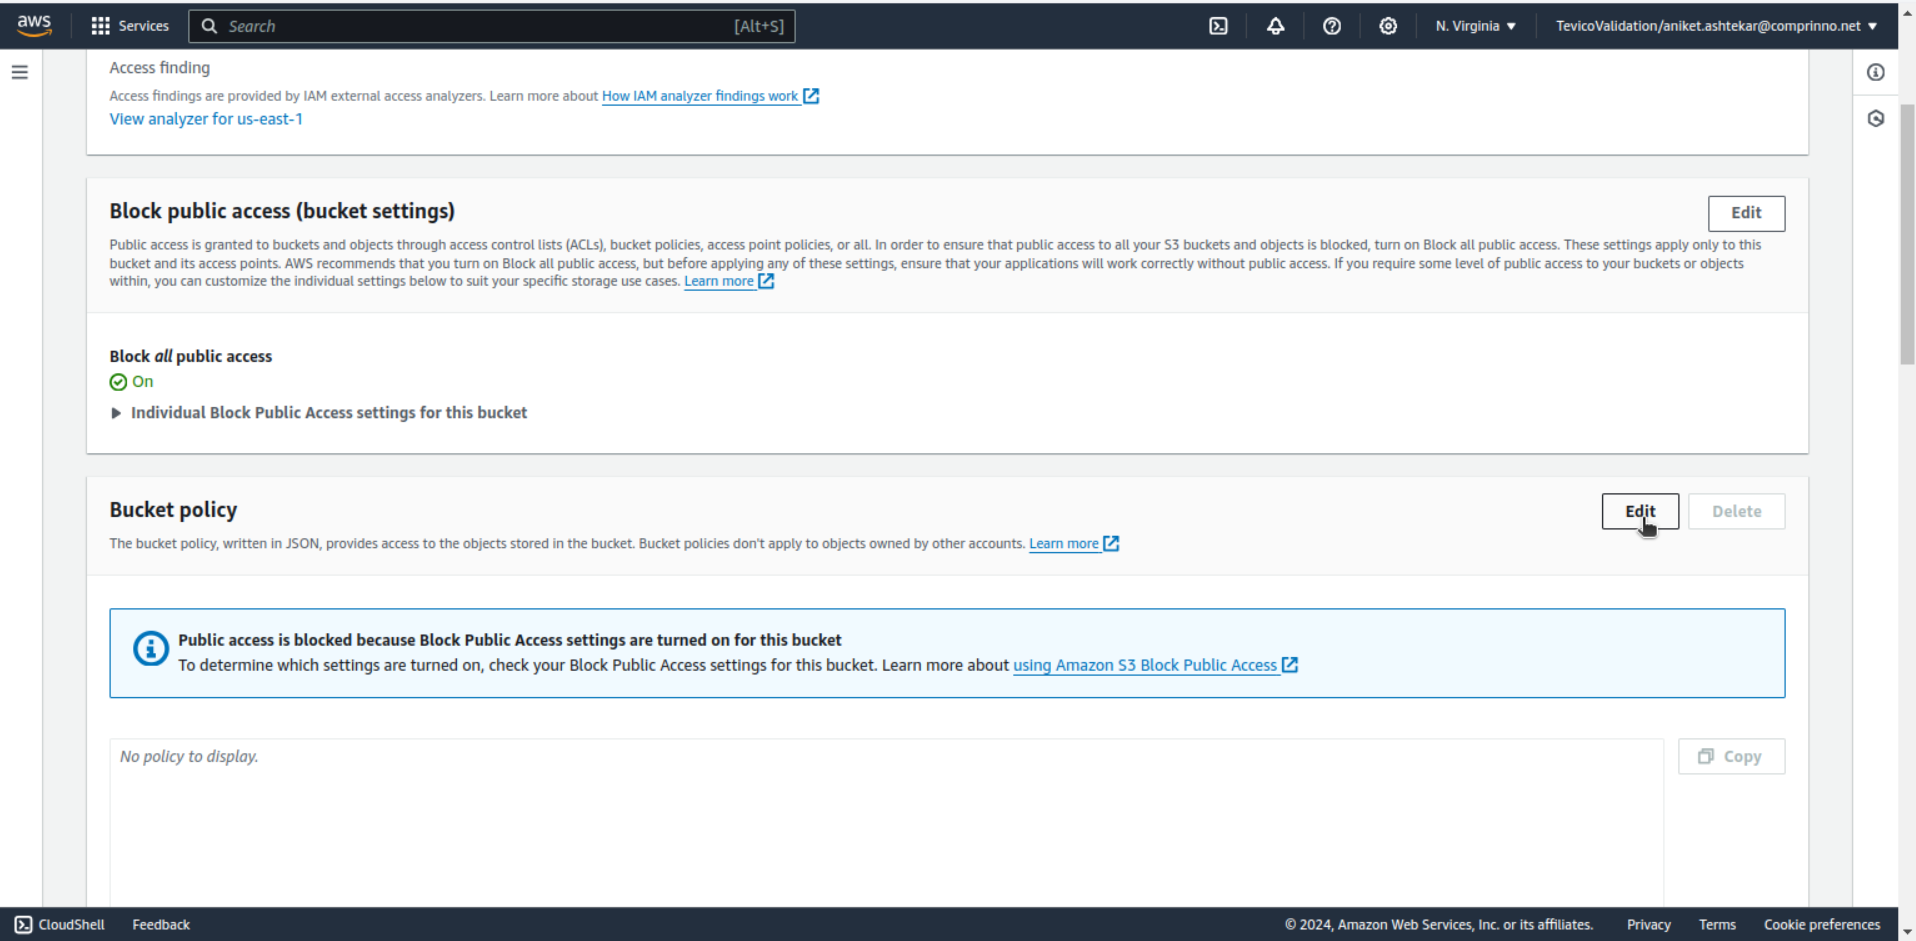 aws
Services
Search
[Alt+S]
N. Virginia
TevicoValidation/aniket.ashtekar@comprinno.net
Access finding
Access findings are provided by IAM external access analyzers. Learn more about How IAM analyzer findings work
View analyzer for us-east-1
Block public access (bucket settings)
Edit
Public access is granted to buckets and objects through access control lists (ACLs), bucket policies, access point policies, or all. In order to ensure that public access to all your S3 buckets and objects is blocked, turn on Block all public access. These settings apply only to this
bucket and its access points. AWS recommends that you turn on Block all public access, but before applying any of these settings, ensure that your applications will work correctly without public access. If you require some level of public access to your buckets or objects
within, you can customize the individual settings below to suit your specific storage use cases. Learn more
Block all public access
On
Individual Block Public Access settings for this bucket
Bucket policy
Edit
Delete
The bucket policy, written in JSON, provides access to the objects stored in the bucket. Bucket policies don't apply to objects owned by other accounts. Learn more
Public access is blocked because Block Public Access settings are turned on for this bucket
To determine which settings are turned on, check your Block Public Access settings for this bucket. Learn more about using Amazon S3 Block Public Access
No policy to display.
Copy
CloudShell
Feedback
© 2024, Amazon Web Services, Inc. or its affiliates.
Privacy
Terms
Cookie preferences